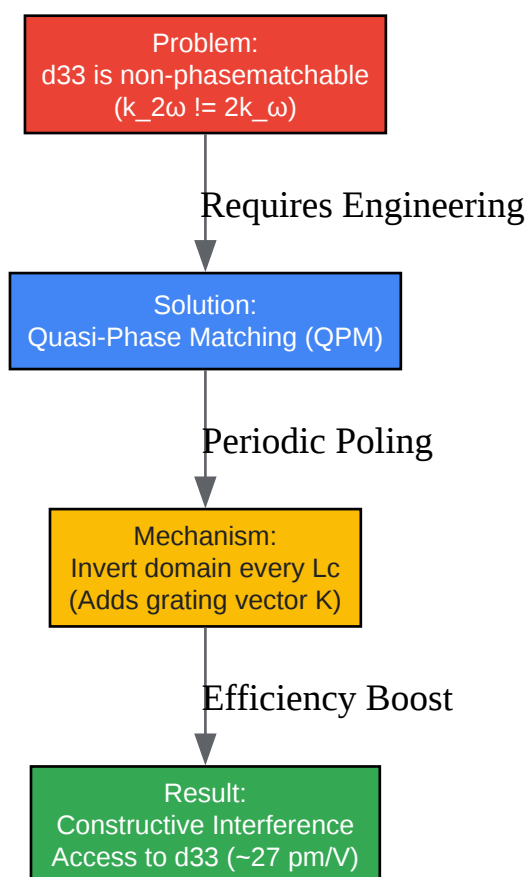 Problem:
d33 is non-phasematchable
(k_2ω != 2k_ω)
Requires Engineering
Solution:
Quasi-Phase Matching (QPM)
Periodic Poling
Mechanism:
Invert domain every Lc
(Adds grating vector K)
Efficiency Boost
Result:
Constructive Interference
Access to d33 (~27 pm/V)